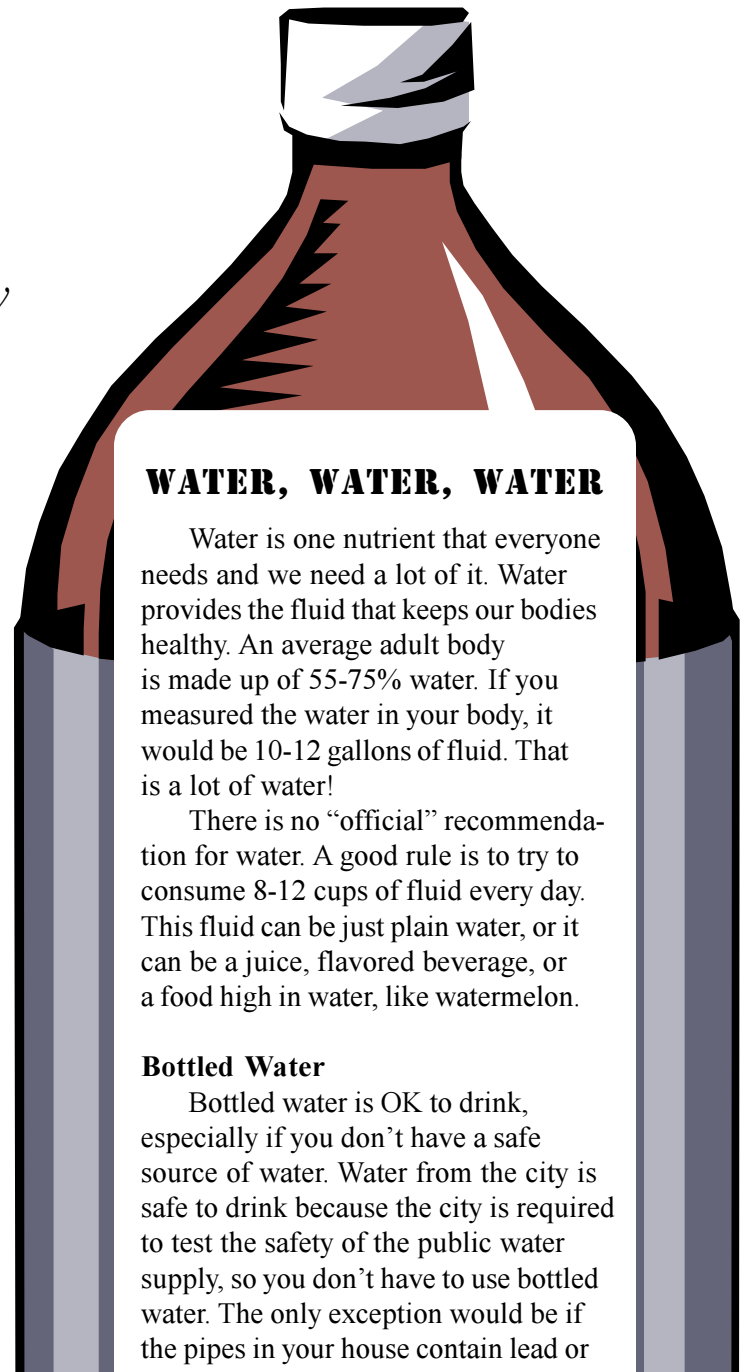 WATER, WATER, WATER
Water is one nutrient that everyone
needs and we need a lot of it. Water
provides the fluid that keeps our bodies
healthy. An average adult body
is made up of 55-75% water. If you
measured the water in your body, it
would be 10-12 gallons of fluid. That
is a lot of water!
There is no “official” recommenda-
tion for water. A good rule is to try to
consume 8-12 cups of fluid every day.
This fluid can be just plain water, or it
can be a juice, flavored beverage, or
a food high in water, like watermelon.
Bottled Water
Bottled water is OK to drink,
especially if you don’t have a safe
source of water. Water from the city is
safe to drink because the city is required
to test the safety of the public water
supply, so you don’t have to use bottled
water. The only exception would be if
the pipes in your house contain lead or